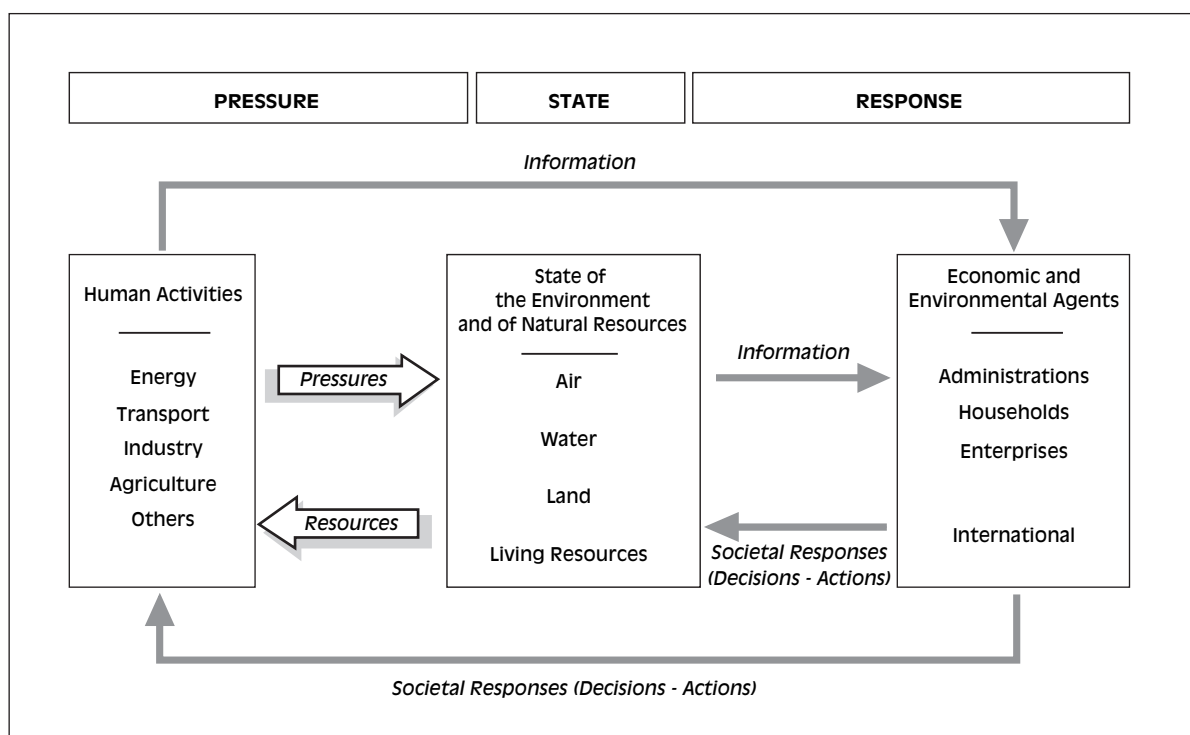 PRESSURE
STATE
RESPONSE
Information
Human Activities
Energy
Transport
Industry
Agriculture
Others
Pressures
Resources
State of
the Environment
and of Natural Resources
Air
Water
Land
Living Resources
Information
Societal Responses
(Decisions - Actions)
Economic and
Environmental Agents
Administrations
Households
Enterprises
International
Societal Responses (Decisions - Actions)